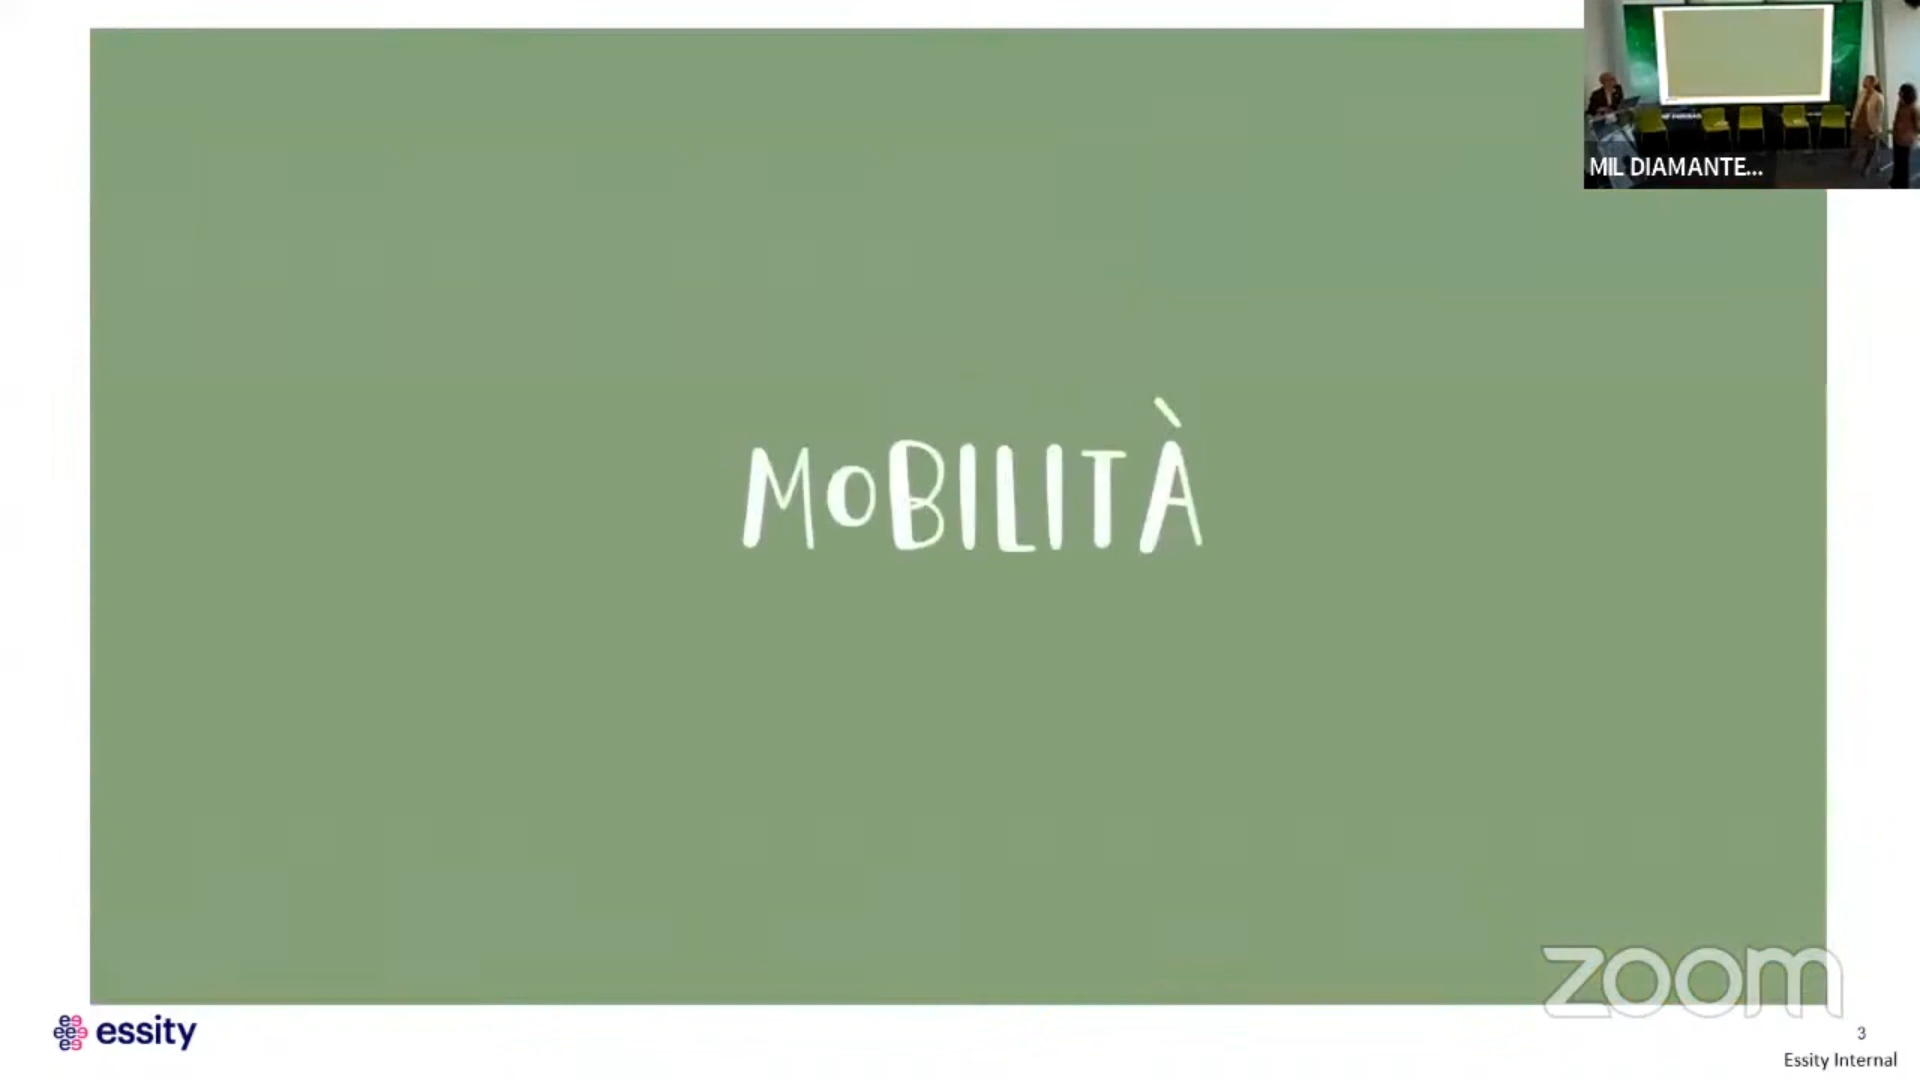 MIL DIAMANTE...
MoBILITÀ
zoom
essity
3
Essity Internal